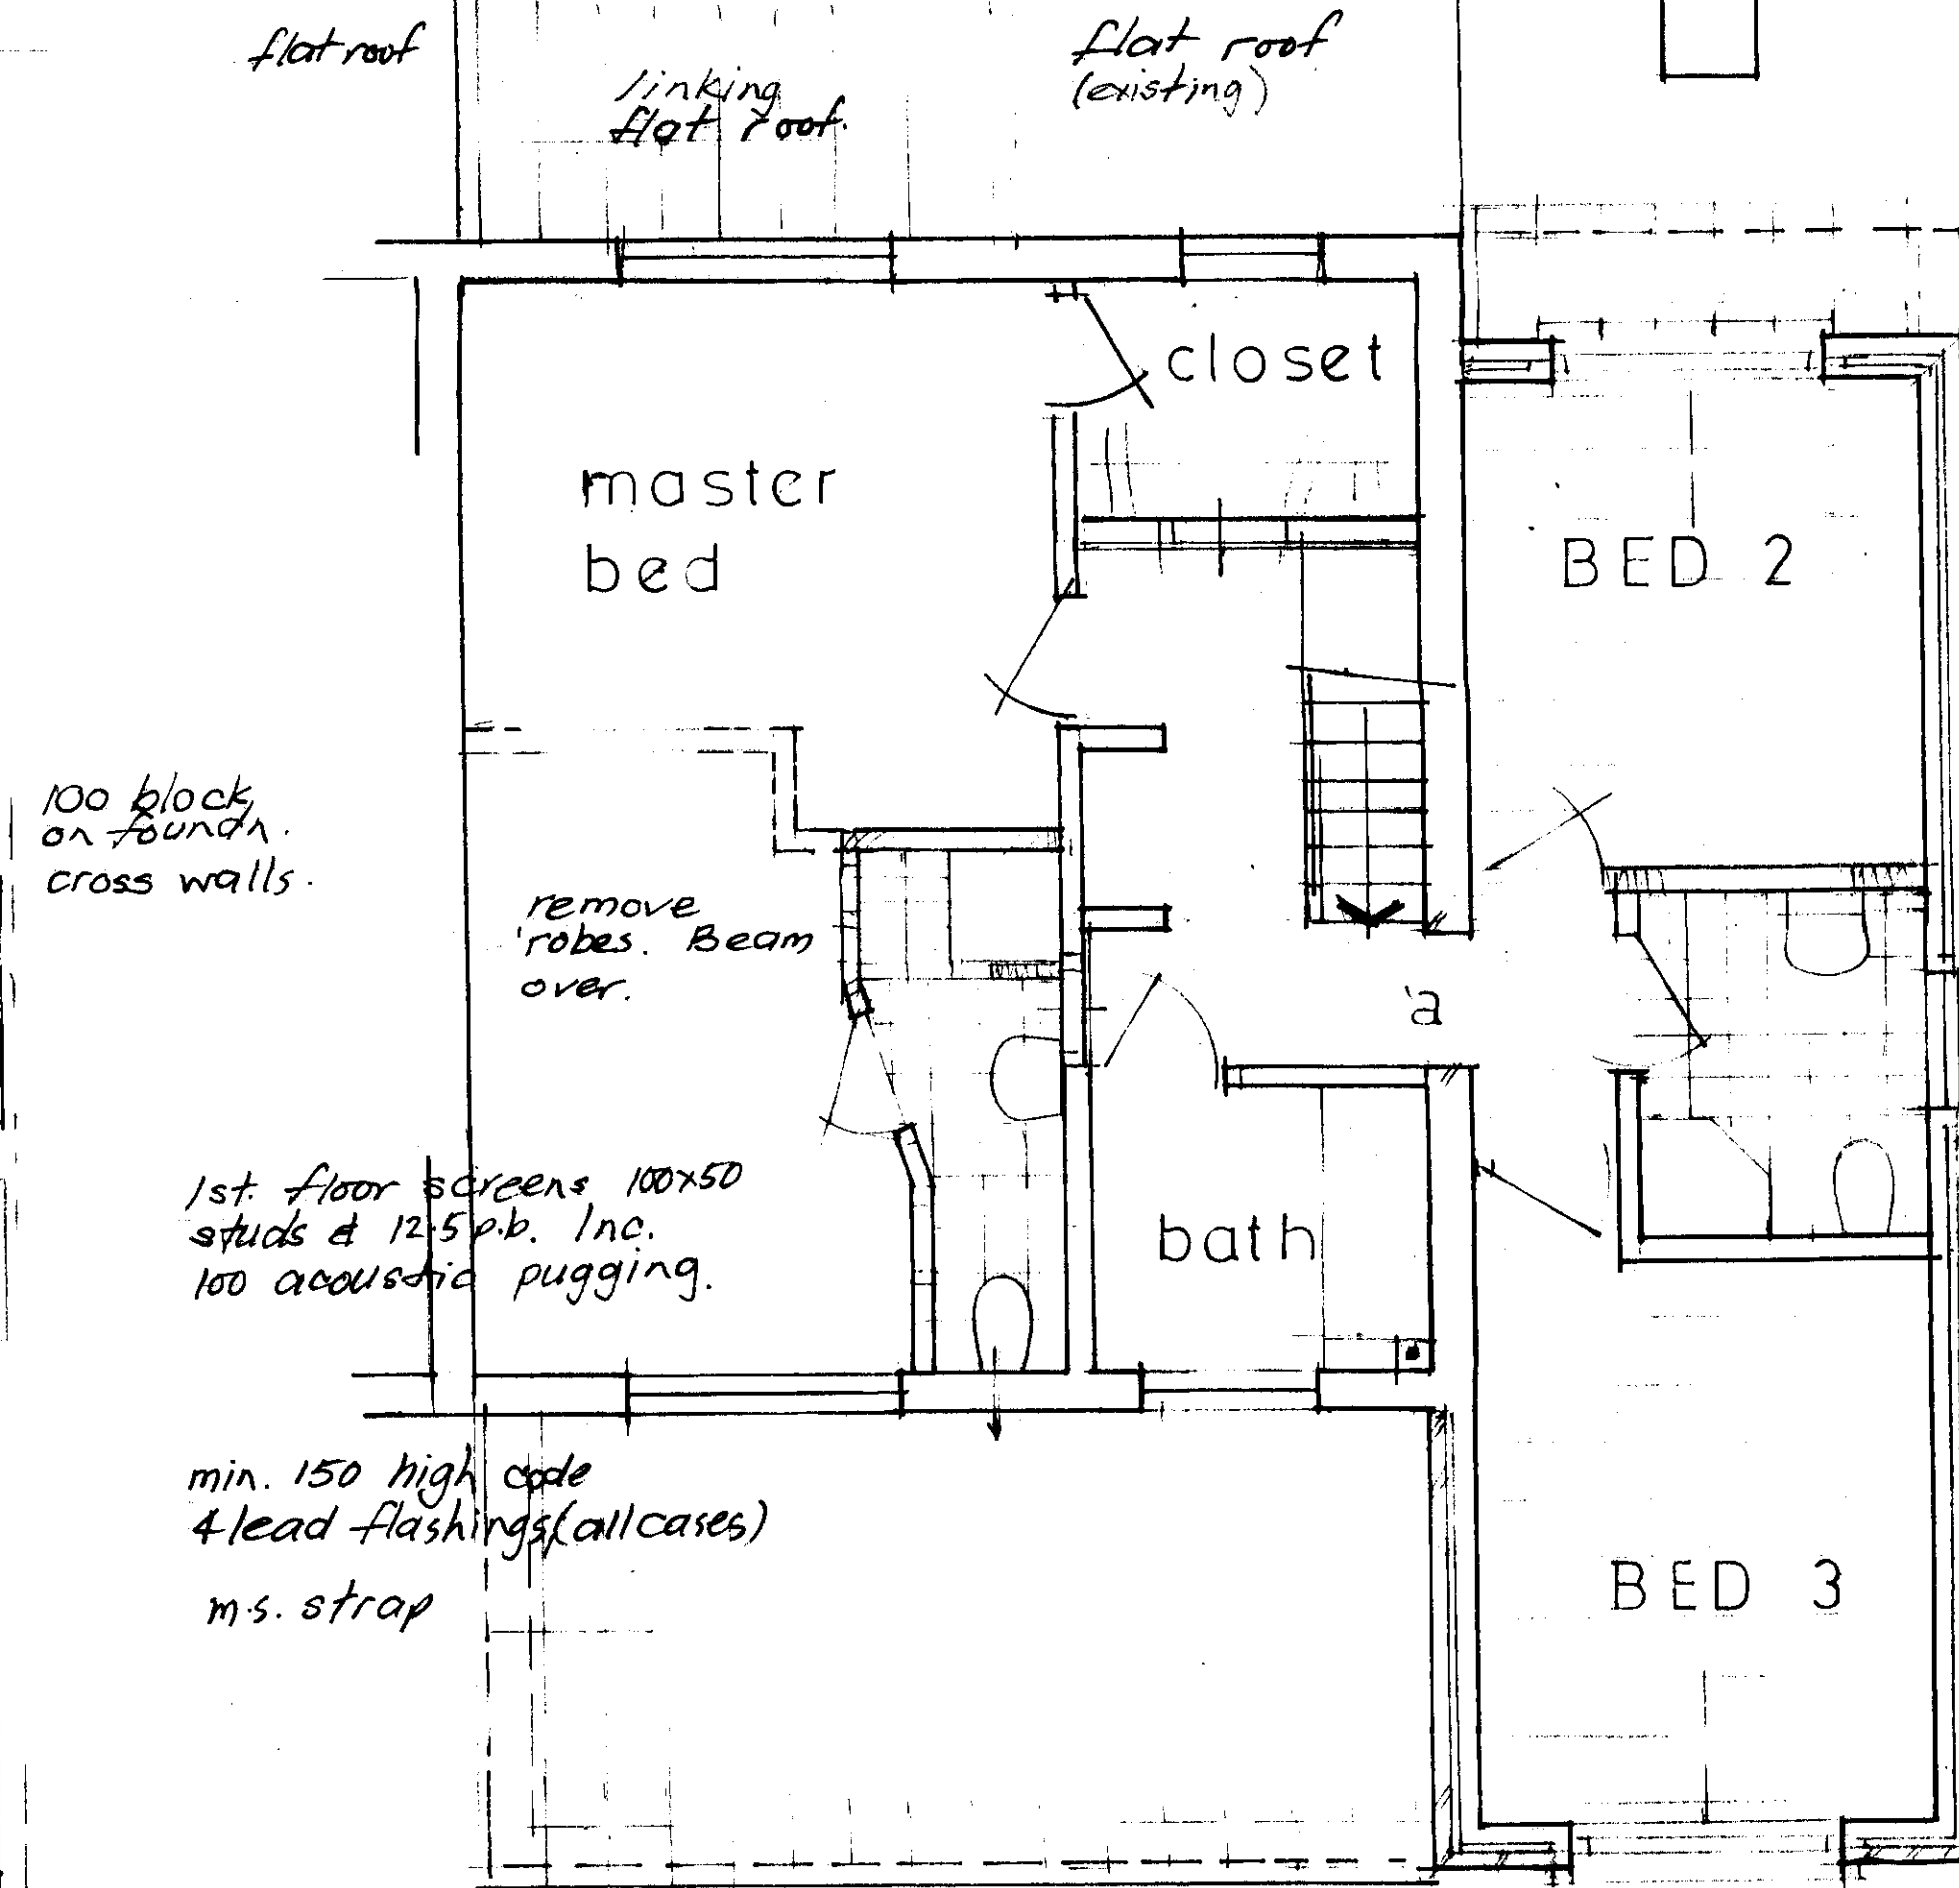 flat roof
linking
flat roof.
flat roof
(existing)
closet
master
bed
BED 2
100 block
on foundn.
cross walls.
remove
'robes. Beam
over.
'a
1st. floor screens 100x50
studs & 12.5 p.b. Inc.
100 acoustic pugging.
bath
min. 150 high code
4 lead flashings (all cases)
m.s. strap
BED 3